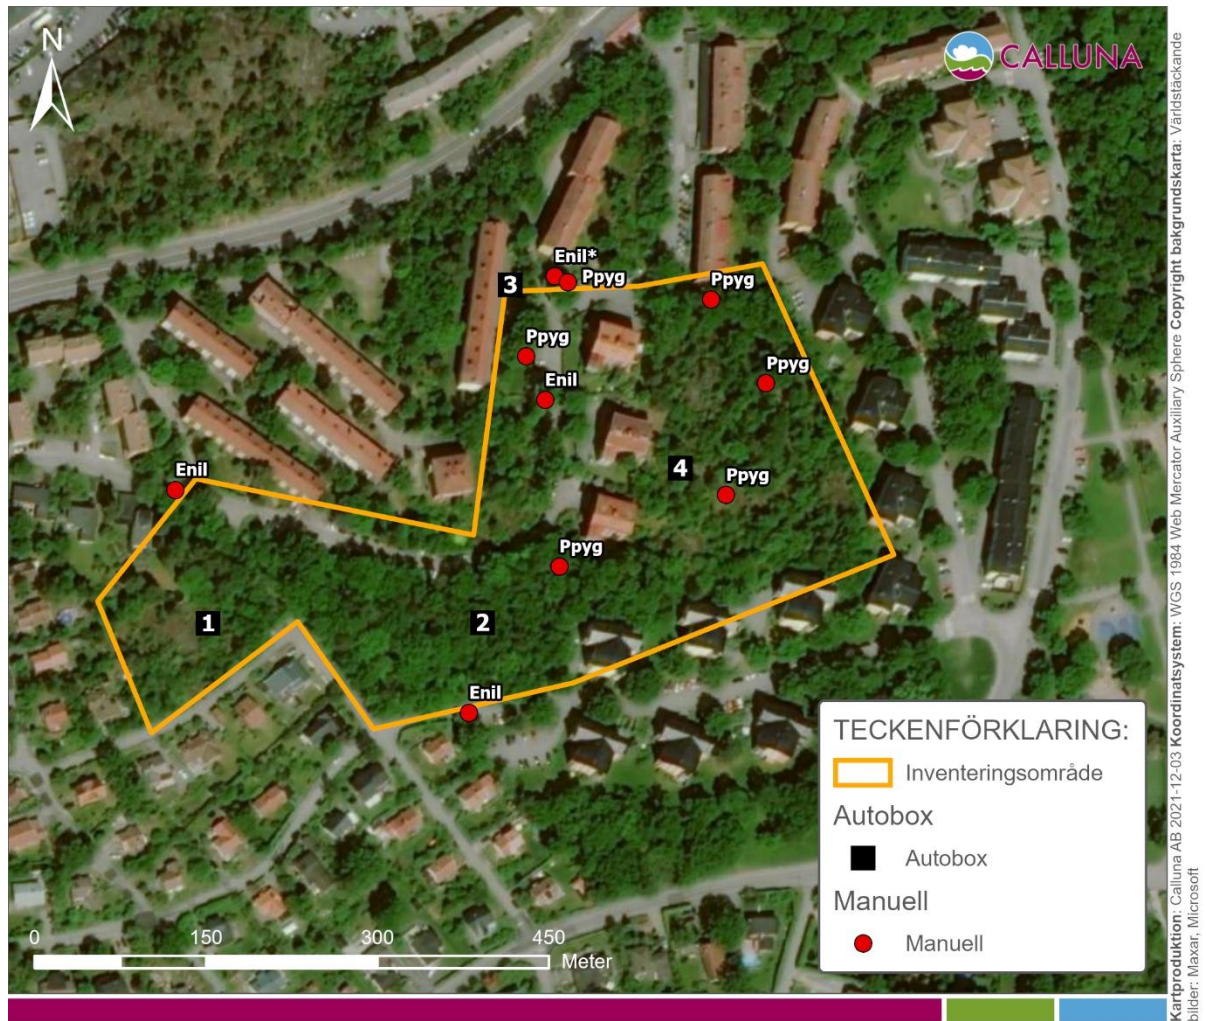 N
CALLUNA
Enil*
Ppyg
3
Ppyg
Ppyg
Enil
Ppyg
4
Enil
Ppyg
Ppyg
1
2
Enil
TECKENFÖRKLARING:
Inventeringsområde
Autobox
Autobox
Manuell
Manuell
0 150 300 450
Meter
Kartproduktion: Calluna AB 2021-12-03 Koordinatsystem: WGS 1984 Web Mercator Auxiliary Sphere Copyright bakgrundskarta: Världstäckande
bilder: Maxar, Microsoft